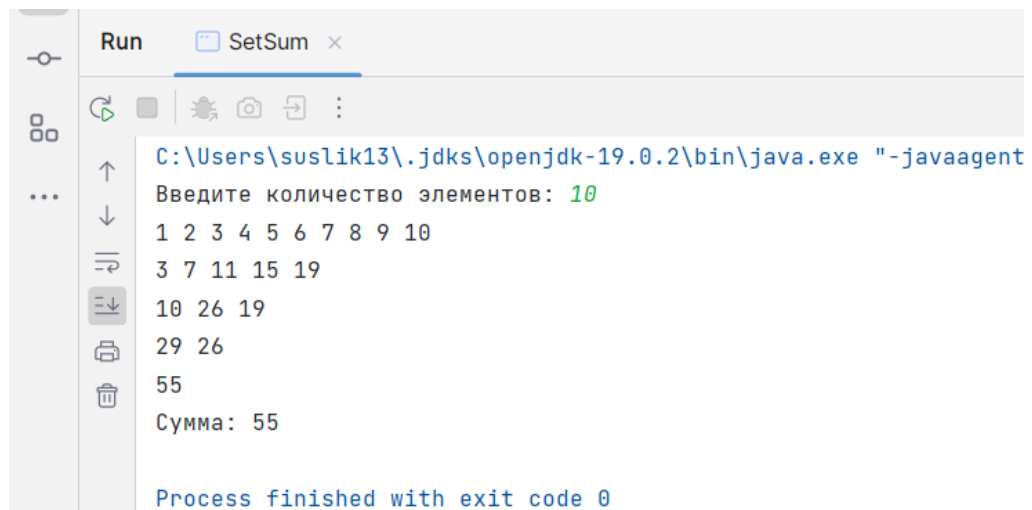 Run SetSum
C:\Users\suslik13\.jdks\openjdk-19.0.2\bin\java.exe "-javaagent
Введите количество элементов: 10
1 2 3 4 5 6 7 8 9 10
3 7 11 15 19
10 26 19
29 26
55
Сумма: 55
Process finished with exit code 0